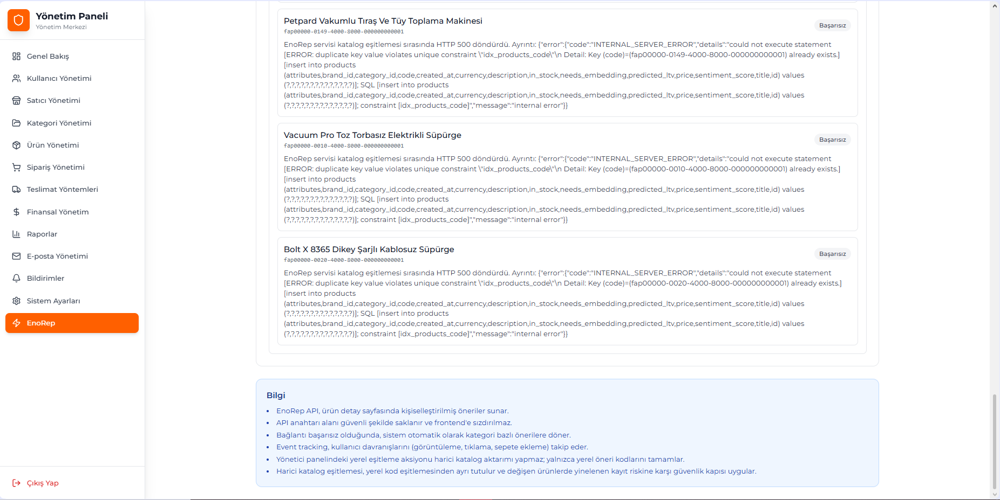 Yönetim Paneli
Yönetim Merkezi
Genel Bakış
Kullanıcı Yönetimi
Satıcı Yönetimi
Kategori Yönetimi
Ürün Yönetimi
Sipariş Yönetimi
Teslimat Yöntemleri
Finansal Yönetim
Raporlar
E-posta Yönetimi
Bildirimler
Sistem Ayarları
EnoRep
Çıkış Yap
Petpard Vakumlu Tıraş Ve Tüy Toplama Makinesi
Başarısız
fap00000-0149-4000-8000-000000000001
EnoRep servisi katalog eşitlemesi sırasında HTTP 500 döndürdü. Ayrıntı: {"error":{"code":"INTERNAL_SERVER_ERROR","details":"could not execute statement
[ERROR: duplicate key value violates unique constraint \"idx_products_code\"\n Detail: Key (code)=(fap00000-0149-4000-8000-000000000001) already exists.]
[insert into products
(attributes,brand_id,category_id,code,created_at,currency,description,in_stock,needs_embedding,predicted_ltv,price,sentiment_score,title,id) values
(?,?,?,?,?,?,?,?,?,?,?,?,?,?)]; SQL [insert into products
(attributes,brand_id,category_id,code,created_at,currency,description,in_stock,needs_embedding,predicted_ltv,price,sentiment_score,title,id) values
(?,?,?,?,?,?,?,?,?,?,?,?,?,?)]; constraint [idx_products_code]","message":"internal error"}}
Vacuum Pro Toz Torbasız Elektrikli Süpürge
Başarısız
fap00000-0010-4000-8000-000000000001
EnoRep servisi katalog eşitlemesi sırasında HTTP 500 döndürdü. Ayrıntı: {"error":{"code":"INTERNAL_SERVER_ERROR","details":"could not execute statement
[ERROR: duplicate key value violates unique constraint \"idx_products_code\"\n Detail: Key (code)=(fap00000-0010-4000-8000-000000000001) already exists.]
[insert into products
(attributes,brand_id,category_id,code,created_at,currency,description,in_stock,needs_embedding,predicted_ltv,price,sentiment_score,title,id) values
(?,?,?,?,?,?,?,?,?,?,?,?,?,?)]; SQL [insert into products
(attributes,brand_id,category_id,code,created_at,currency,description,in_stock,needs_embedding,predicted_ltv,price,sentiment_score,title,id) values
(?,?,?,?,?,?,?,?,?,?,?,?,?,?)]; constraint [idx_products_code]","message":"internal error"}}
Bolt X 8365 Dikey Şarjlı Kablosuz Süpürge
Başarısız
fap00000-0020-4000-8000-000000000001
EnoRep servisi katalog eşitlemesi sırasında HTTP 500 döndürdü. Ayrıntı: {"error":{"code":"INTERNAL_SERVER_ERROR","details":"could not execute statement
[ERROR: duplicate key value violates unique constraint \"idx_products_code\"\n Detail: Key (code)=(fap00000-0020-4000-8000-000000000001) already exists.]
[insert into products
(attributes,brand_id,category_id,code,created_at,currency,description,in_stock,needs_embedding,predicted_ltv,price,sentiment_score,title,id) values
(?,?,?,?,?,?,?,?,?,?,?,?,?,?)]; SQL [insert into products
(attributes,brand_id,category_id,code,created_at,currency,description,in_stock,needs_embedding,predicted_ltv,price,sentiment_score,title,id) values
(?,?,?,?,?,?,?,?,?,?,?,?,?,?)]; constraint [idx_products_code]","message":"internal error"}}
Bilgi
• EnoRep API, ürün detay sayfasında kişiselleştirilmiş öneriler sunar.
• API anahtarı alanı güvenli şekilde saklanır ve frontend'e sızdırılmaz.
• Bağlantı başarısız olduğunda, sistem otomatik olarak kategori bazlı önerilere döner.
• Event tracking, kullanıcı davranışlarını (görüntüleme, tıklama, sepete ekleme) takip eder.
• Yönetici panelindeki yerel eşitleme aksiyonu harici katalog aktarımı yapmaz; yalnızca yerel öneri kodlarını tamamlar.
• Harici katalog eşitlemesi, yerel kod eşitlemesinden ayrı tutulur ve değişen ürünlerde yinelenen kayıt riskine karşı güvenlik kapısı uygular.